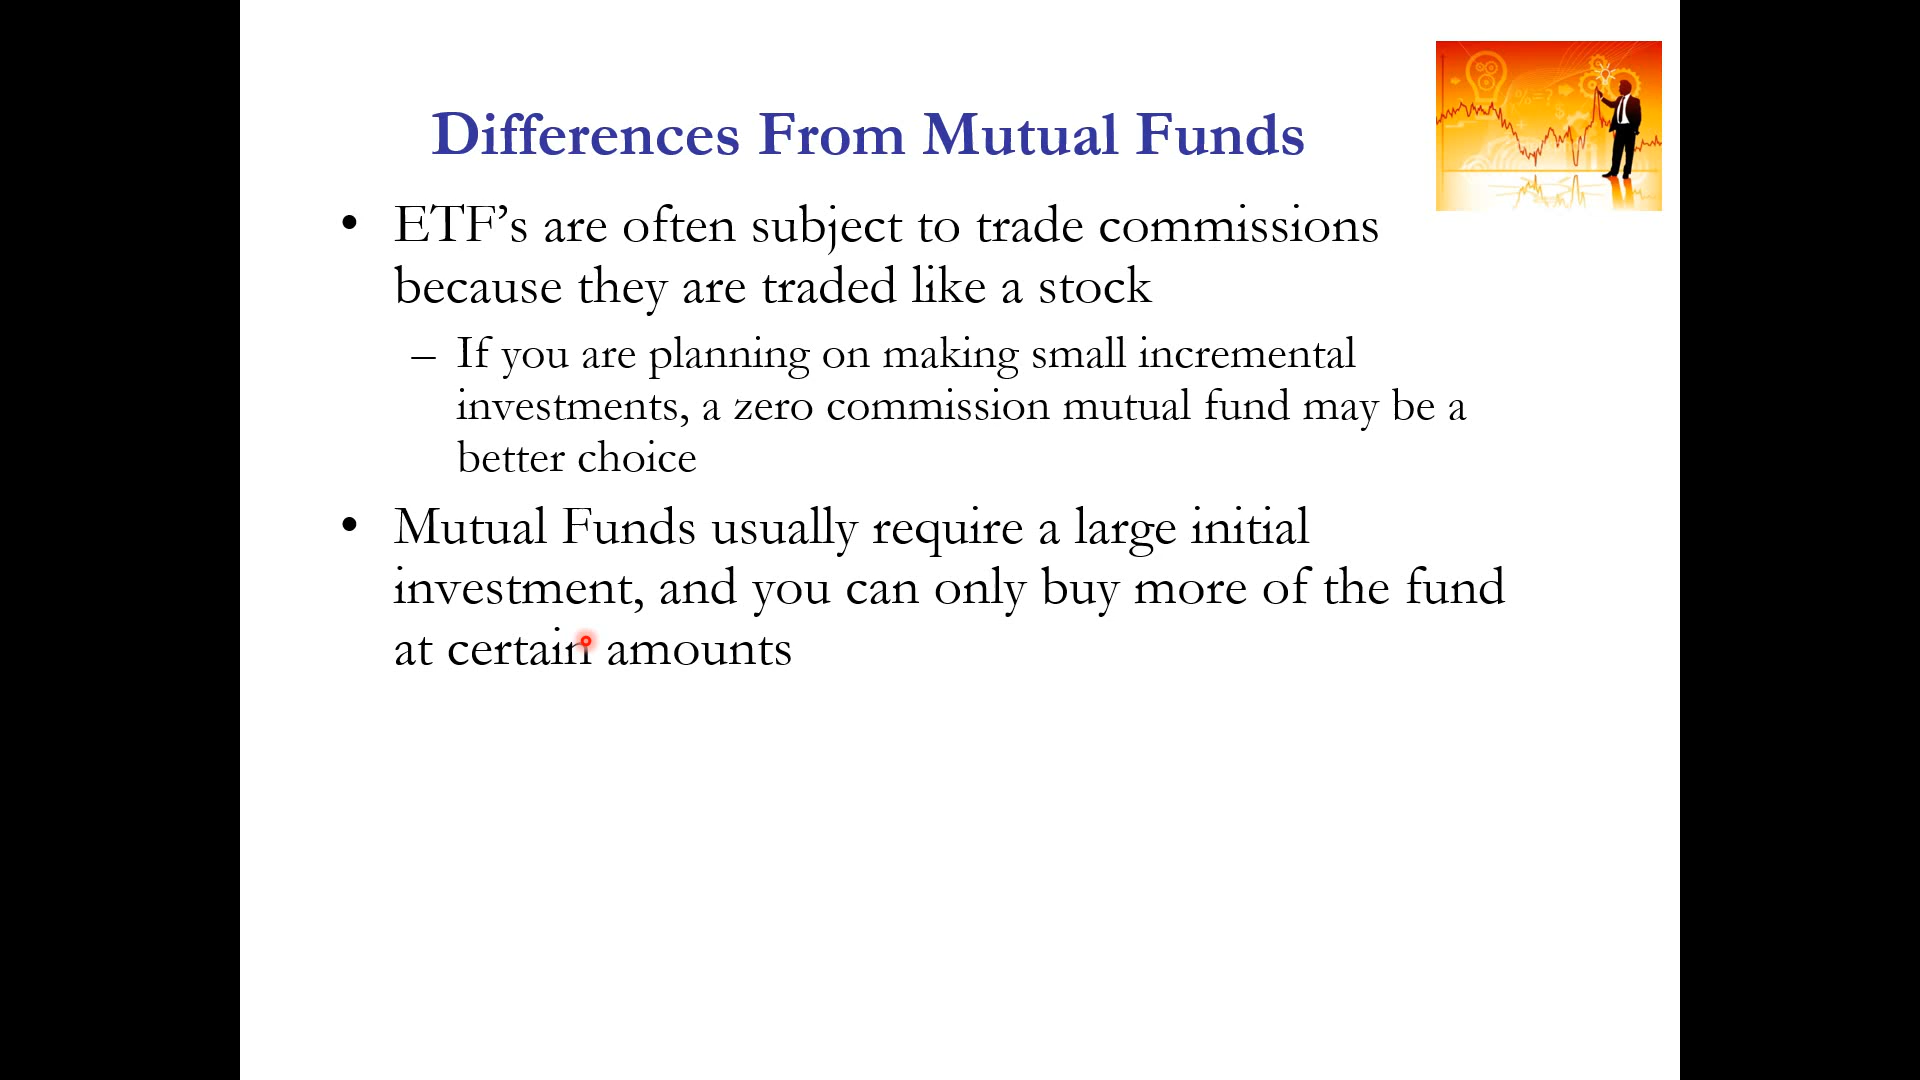 Differences From Mutual Funds
• ETF’s are often subject to trade commissions
because they are traded like a stock
– If you are planning on making small incremental
investments, a zero commission mutual fund may be a
better choice
• Mutual Funds usually require a large initial
investment, and you can only buy more of the fund
at certain amounts